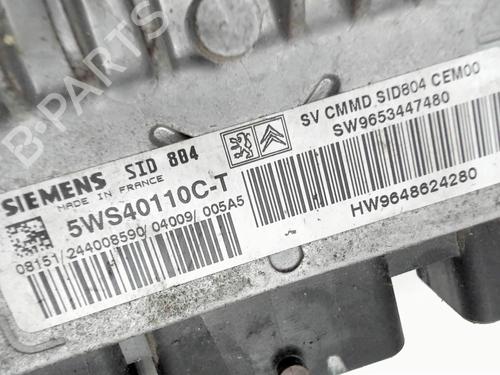 B-PARTS
SIEMENS SID 804
MADE IN FRANCE
5WS40110C-T
08151/244008590/04009/005A5
SV CMMD SID804 CEM00
SW9653447480
HW9648624280